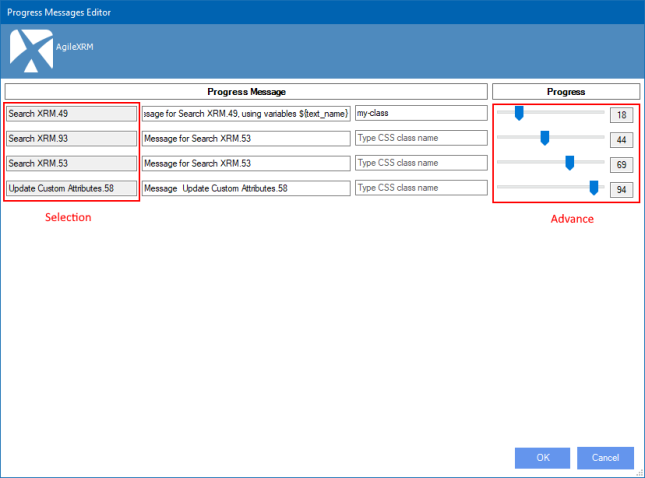 Progress Messages Editor
AgileXRM
Progress Message Progress
Search XRM.49 ssage for Search XRM.49, using variables ${text_name} my-class 18
Search XRM.93 Message for Search XRM.53 Type CSS class name 44
Search XRM.53 Message for Search XRM.53 Type CSS class name 69
Update Custom Attributes.58 Message Update Custom Attributes.58 Type CSS class name 94
Selection Advance
OK Cancel